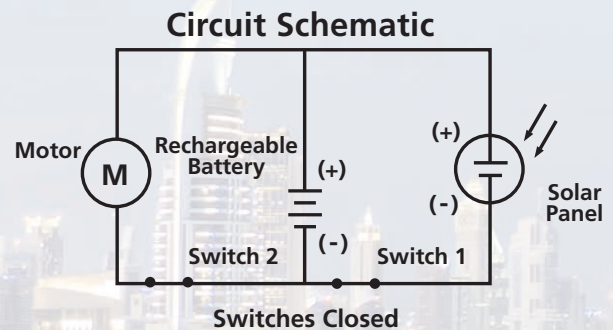 Circuit Schematic
Motor
M
Rechargeable
Battery
(+)
(-)
(+)
(-)
Solar
Panel
Switch 2
Switch 1
Switches Closed